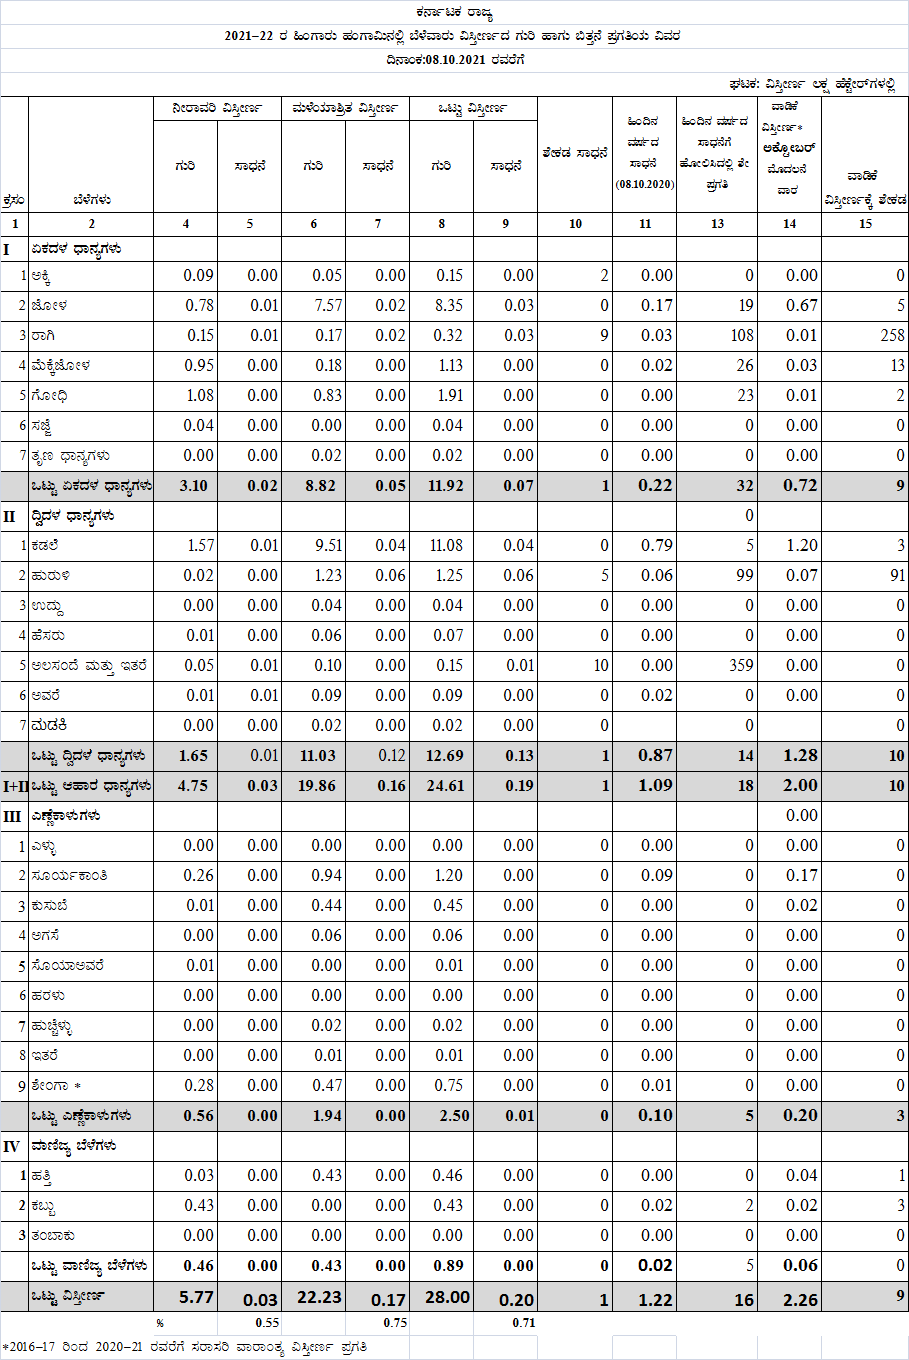 ಕರ್ನಾಟಕ ರಾಜ್ಯ
2021–22 ರ ಹಿಂಗಾರು ಹಂಗಾಮಿನಲ್ಲಿ ಬೆಳೆವಾರು ವಿಸ್ತೀರ್ಣದ ಗುರಿ ಹಾಗು ಬಿತ್ತನೆ ಪ್ರಗತಿಯ ವಿವರ
ದಿನಾಂಕ:08.10.2021 ರವರೆಗೆ
ಘಟಕ: ವಿಸ್ತೀರ್ಣ ಲಕ್ಷ ಹೆಕ್ಟೇರ್‌ಗಳಲ್ಲಿ
ಕ್ರಸಂ ಬೆಳೆಗಳು ನೀರಾವರಿ ವಿಸ್ತೀರ್ಣ ಮಳೆಯಾಶ್ರಿತ ವಿಸ್ತೀರ್ಣ ಒಟ್ಟು ವಿಸ್ತೀರ್ಣ ಶೇಕಡ ಸಾಧನೆ ಹಿಂದಿನ ವರ್ಷದ ಸಾಧನೆ (08.10.2020) ಹಿಂದಿನ ವರ್ಷದ ಸಾಧನೆಗೆ ಹೋಲಿಸಿದಲ್ಲಿ ಶೇ ಪ್ರಗತಿ ವಾಡಿಕೆ ವಿಸ್ತೀರ್ಣ* ಅಕ್ಟೋಬರ್ ಮೊದಲನೆ ವಾರ ವಾಡಿಕೆ ವಿಸ್ತೀರ್ಣಕ್ಕೆ ಶೇಕಡ
ಗುರಿ ಸಾಧನೆ ಗುರಿ ಸಾಧನೆ ಗುರಿ ಸಾಧನೆ
1 2 4 5 6 7 8 9 10 11 13 14 15
I ಏಕದಳ ಧಾನ್ಯಗಳು
1 ಅಕ್ಕಿ 0.09 0.00 0.05 0.00 0.15 0.00 2 0.00 0 0.00 0
2 ಜೋಳ 0.78 0.01 7.57 0.02 8.35 0.03 0 0.17 19 0.67 5
3 ರಾಗಿ 0.15 0.01 0.17 0.02 0.32 0.03 9 0.03 108 0.01 258
4 ಮೆಕ್ಕೆಜೋಳ 0.95 0.00 0.18 0.00 1.13 0.00 0 0.02 26 0.03 13
5 ಗೋಧಿ 1.08 0.00 0.83 0.00 1.91 0.00 0 0.00 23 0.01 2
6 ಸಜ್ಜೆ 0.04 0.00 0.00 0.00 0.04 0.00 0 0.00 0 0.00 0
7 ತೃಣ ಧಾನ್ಯಗಳು 0.00 0.00 0.02 0.00 0.02 0.00 0 0.00 0 0.00 0
ಒಟ್ಟು ಏಕದಳ ಧಾನ್ಯಗಳು 3.10 0.02 8.82 0.05 11.92 0.07 1 0.22 32 0.72 9
II ದ್ವಿದಳ ಧಾನ್ಯಗಳು 0
1 ಕಡಲೆ 1.57 0.01 9.51 0.04 11.08 0.04 0 0.79 5 1.20 3
2 ಹುರುಳಿ 0.02 0.00 1.23 0.06 1.25 0.06 5 0.06 99 0.07 91
3 ಉದ್ದು 0.00 0.00 0.04 0.00 0.04 0.00 0 0.00 0 0.00 0
4 ಹೆಸರು 0.01 0.00 0.06 0.00 0.07 0.00 0 0.00 0 0.00 0
5 ಅಲಸಂದೆ ಮತ್ತು ಇತರೆ 0.05 0.01 0.10 0.00 0.15 0.01 10 0.00 359 0.00 0
6 ಅವರೆ 0.01 0.01 0.09 0.00 0.09 0.00 0 0.02 0 0.00 0
7 ಮಡಕಿ 0.00 0.00 0.02 0.00 0.02 0.00 0 0 0.00 0
ಒಟ್ಟು ದ್ವಿದಳ ಧಾನ್ಯಗಳು 1.65 0.01 11.03 0.12 12.69 0.13 1 0.87 14 1.28 10
I+II ಒಟ್ಟು ಆಹಾರ ಧಾನ್ಯಗಳು 4.75 0.03 19.86 0.16 24.61 0.19 1 1.09 18 2.00 10
III ಎಣ್ಣೆಕಾಳುಗಳು 0.00
1 ಎಳ್ಳು 0.00 0.00 0.00 0.00 0.00 0.00 0 0.00 0 0.00 0
2 ಸೂರ್ಯಕಾಂತಿ 0.26 0.00 0.94 0.00 1.20 0.00 0 0.09 0 0.17 0
3 ಕುಸುಬೆ 0.01 0.00 0.44 0.00 0.45 0.00 0 0.00 0 0.02 0
4 ಅಗಸೆ 0.00 0.00 0.06 0.00 0.06 0.00 0 0.00 0 0.00 0
5 ಸೊಯಾಅವರೆ 0.01 0.00 0.00 0.00 0.01 0.00 0 0.00 0 0.00 0
6 ಹರಳು 0.00 0.00 0.00 0.00 0.00 0.00 0 0.00 0 0.00 0
7 ಹುಚ್ಚೆಳ್ಳು 0.00 0.00 0.02 0.00 0.02 0.00 0 0.00 0 0.00 0
8 ಇತರೆ 0.00 0.00 0.01 0.00 0.01 0.00 0 0.00 0 0.00 0
9 ಶೇಂಗಾ * 0.28 0.00 0.47 0.00 0.75 0.00 0 0.01 0 0.00 0
ಒಟ್ಟು ಎಣ್ಣೆಕಾಳುಗಳು 0.56 0.00 1.94 0.00 2.50 0.01 0 0.10 5 0.20 3
IV ವಾಣಿಜ್ಯ ಬೆಳೆಗಳು
1 ಹತ್ತಿ 0.03 0.00 0.43 0.00 0.46 0.00 0 0.00 0 0.04 1
2 ಕಬ್ಬು 0.43 0.00 0.00 0.00 0.43 0.00 0 0.02 2 0.02 3
3 ತಂಬಾಕು 0.00 0.00 0.00 0.00 0.00 0.00 0 0.00 0 0.00 0
ಒಟ್ಟು ವಾಣಿಜ್ಯ ಬೆಳೆಗಳು 0.46 0.00 0.43 0.00 0.89 0.00 0 0.02 5 0.06 0
ಒಟ್ಟು ವಿಸ್ತೀರ್ಣ 5.77 0.03 22.23 0.17 28.00 0.20 1 1.22 16 2.26 9
% 0.55 0.75 0.71
*2016–17 ರಿಂದ 2020–21 ರವರೆಗೆ ಸರಾಸರಿ ವಾರಾಂತ್ಯ ವಿಸ್ತೀರ್ಣ ಪ್ರಗತಿ